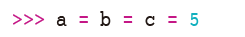 >>> a = b = c = 5